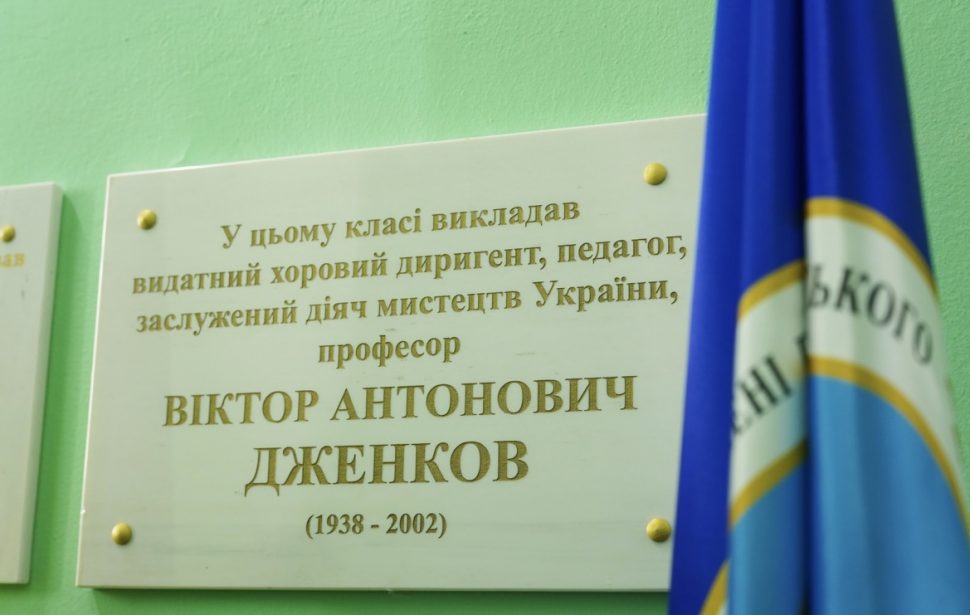 У цьому класі викладав
видатний хоровий диригент, педагог,
заслужений діяч мистецтв України,
професор
ВІКТОР АНТОНОВИЧ
ДЖЕНКОВ
(1938 - 2002)